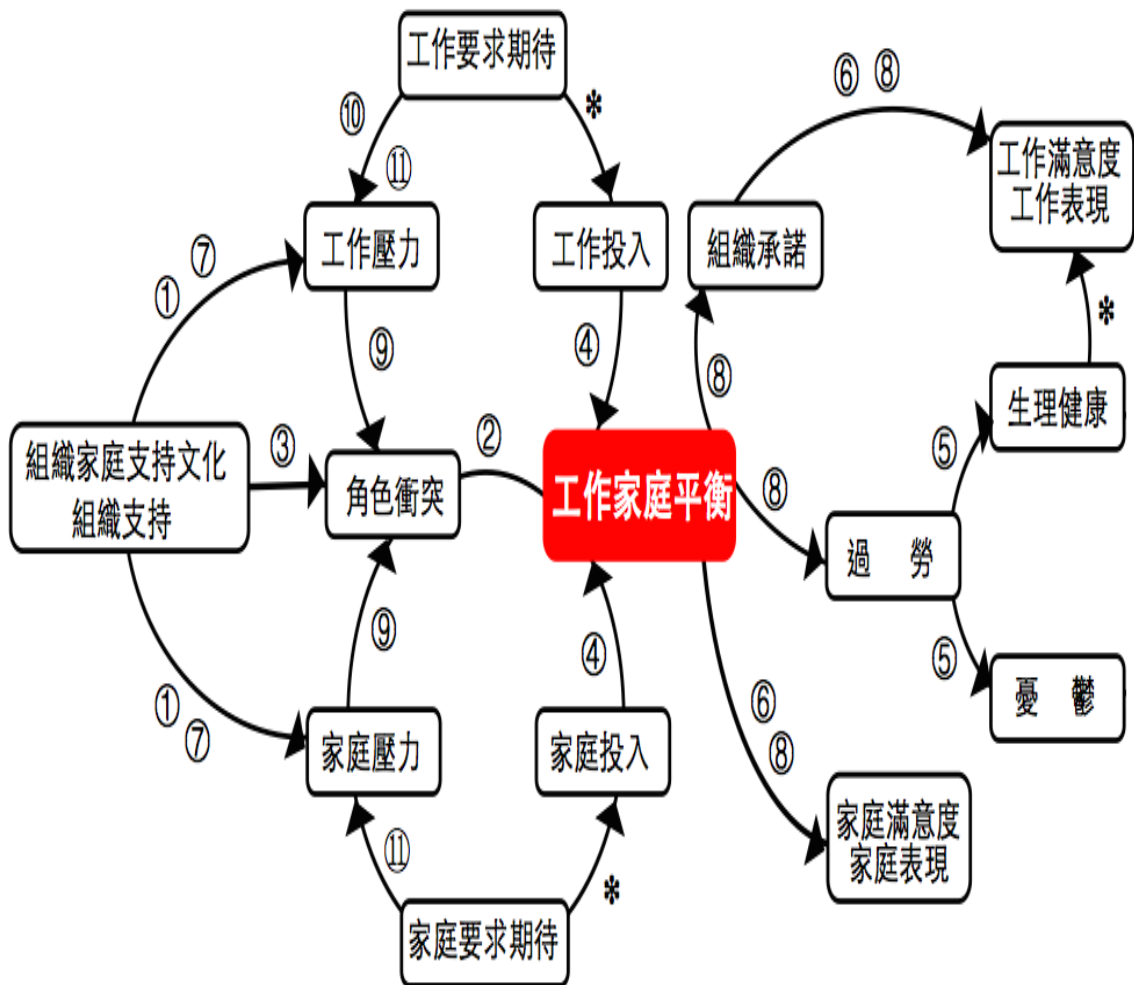 工作要求期待
⑥ ⑧
⑩
*
⑪
工作滿意度
工作表現
工作壓力
工作投入
組織承諾
⑦
①
*
⑨
④
⑧
生理健康
③
②
⑤
組織家庭支持文化
組織支持
角色衝突
工作家庭平衡
⑧
過 勞
⑨
④
⑤
①
⑦
⑥
⑧
憂 鬱
家庭壓力
家庭投入
家庭滿意度
家庭表現
⑪
*
家庭要求期待